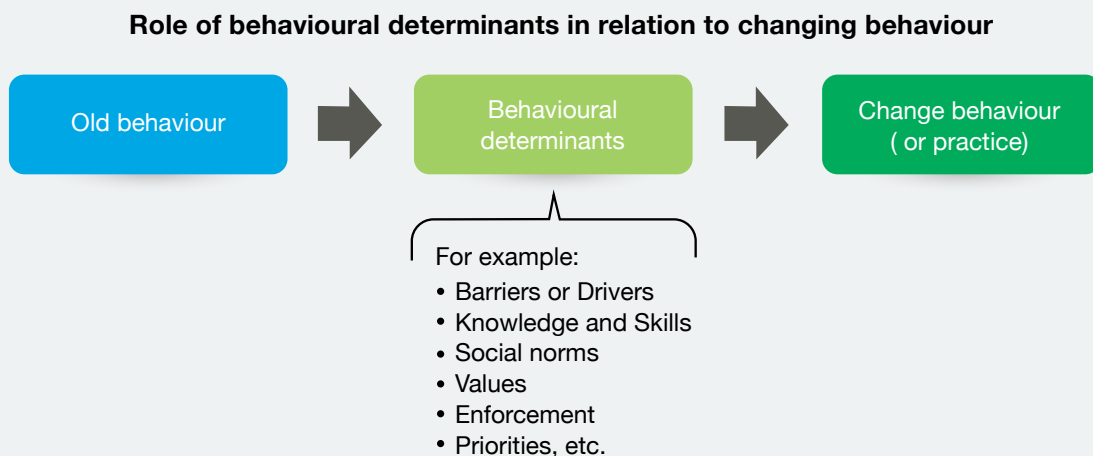 Role of behavioural determinants in relation to changing behaviour
Old behaviour
Behavioural
determinants
Change behaviour
( or practice)
For example:
• Barriers or Drivers
• Knowledge and Skills
• Social norms
• Values
• Enforcement
• Priorities, etc.